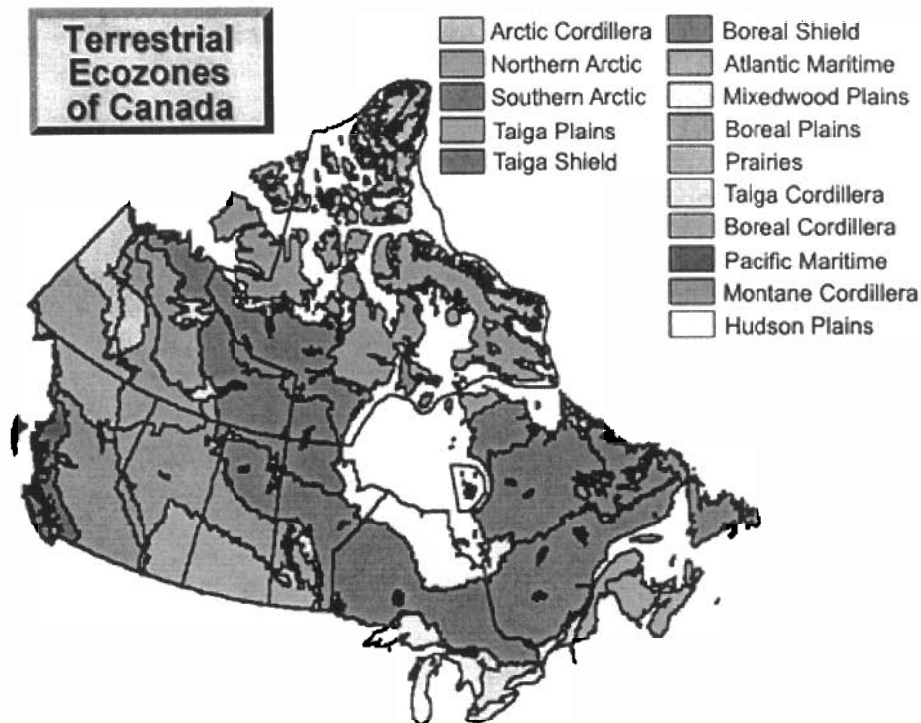 Terrestrial
Ecozones
of Canada
Arctic Cordillera
Northern Arctic
Southern Arctic
Taiga Plains
Taiga Shield
Boreal Shield
Atlantic Maritime
Mixedwood Plains
Boreal Plains
Prairies
Taiga Cordillera
Boreal Cordillera
Pacific Maritime
Montane Cordillera
Hudson Plains